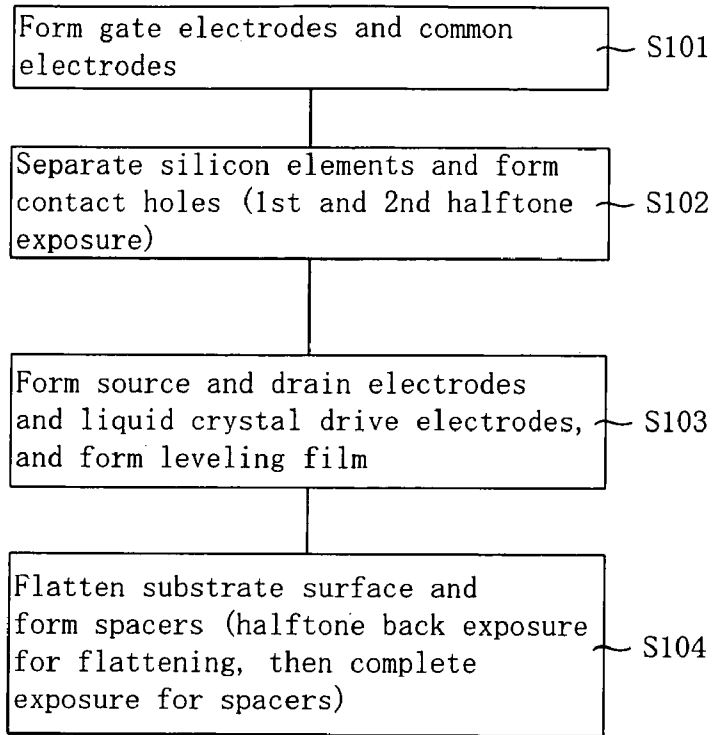 Form gate electrodes and common
electrodes
S101
Separate silicon elements and form
contact holes (1st and 2nd halftone
exposure)
S102
Form source and drain electrodes
and liquid crystal drive electrodes,
and form leveling film
S103
Flatten substrate surface and
form spacers (halftone back exposure
for flattening, then complete
exposure for spacers)
S104